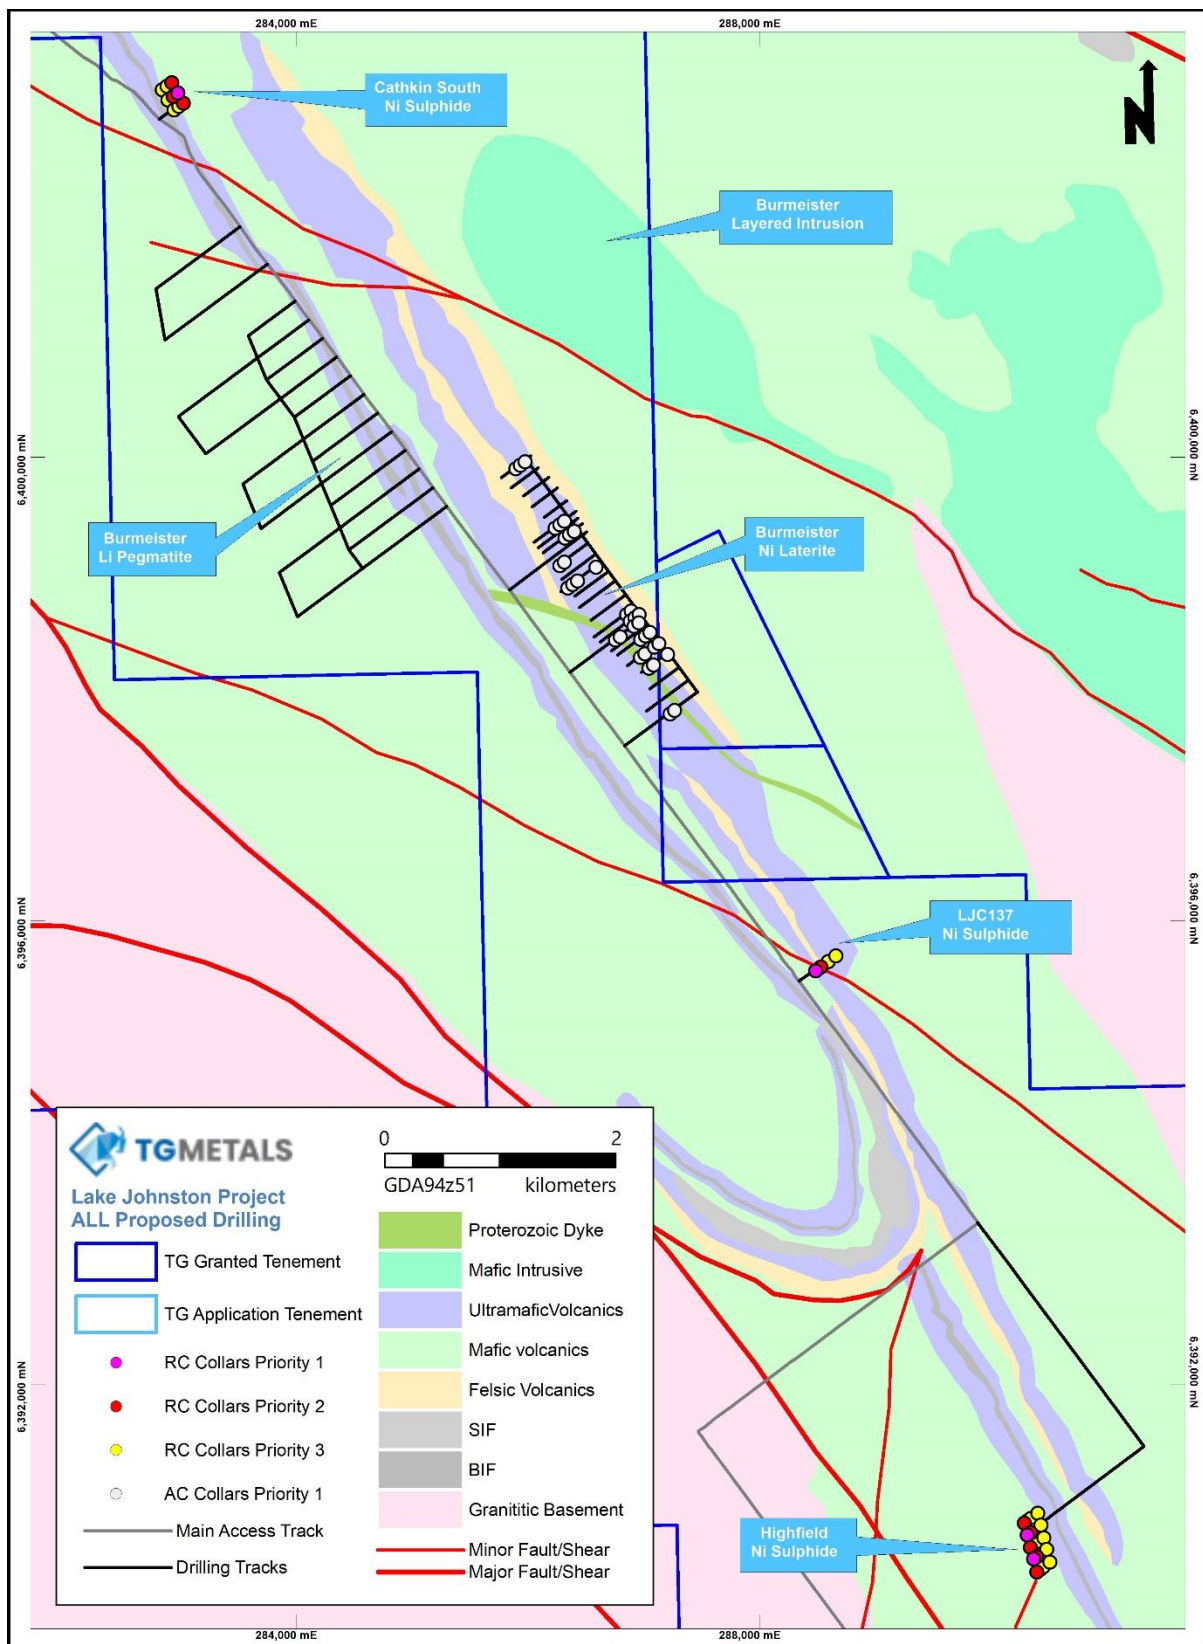 284,000 mE
288,000 mE
Cathkin South
Ni Sulphide
N
Burmeister
Layered Intrusion
6,400,000 mN
6,400,000 mN
Burmeister
Li Pegmatite
Burmeister
Ni Laterite
6,396,000 mN
6,396,000 mN
LJC137
Ni Sulphide
TGMETALS
Lake Johnston Project
ALL Proposed Drilling
TG Granted Tenement
TG Application Tenement
RC Collars Priority 1
RC Collars Priority 2
RC Collars Priority 3
AC Collars Priority 1
Main Access Track
Drilling Tracks
0 2
GDA94z51 kilometers
Proterozoic Dyke
Mafic Intrusive
UltramaficVolcanics
Mafic volcanics
Felsic Volcanics
SIF
BIF
Granititic Basement
Minor Fault/Shear
Major Fault/Shear
6,392,000 mN
6,392,000 mN
Highfield
Ni Sulphide
284,000 mE
288,000 mE